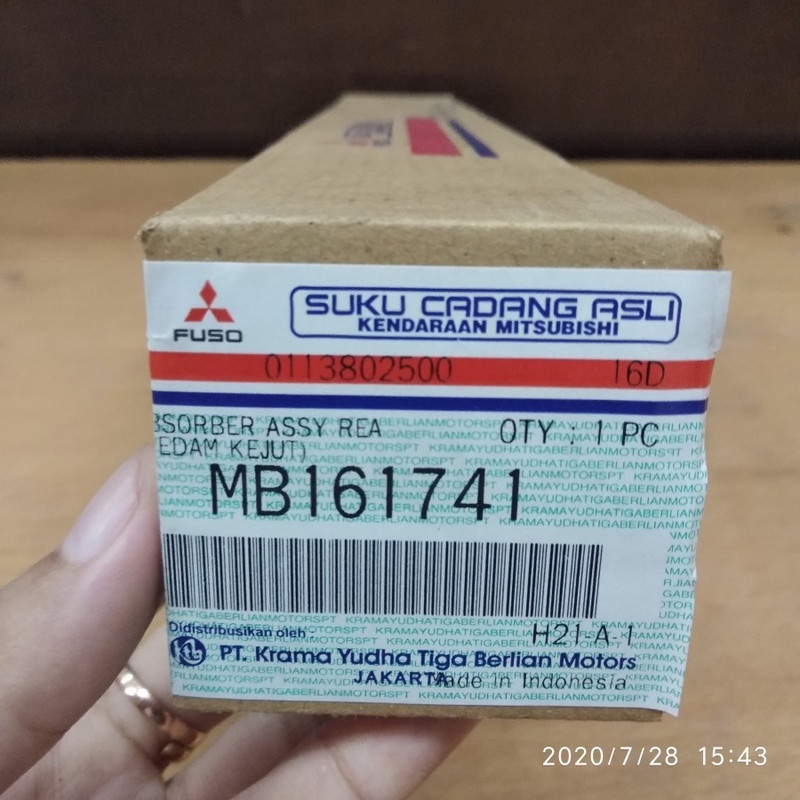 FUSO
SUKU CADANG ASLI
KENDARAAN MITSUBISHI
0113802500 16D
BSORBER ASSY REA QTY : 1 PC
EDAM KEJUT)
MB161741
Didistribusikan oleh :
H21-A-1
PT. Krama Yudha Tiga Berlian Motors
JAKARTA
Made in Indonesia
2020/7/28 15:43